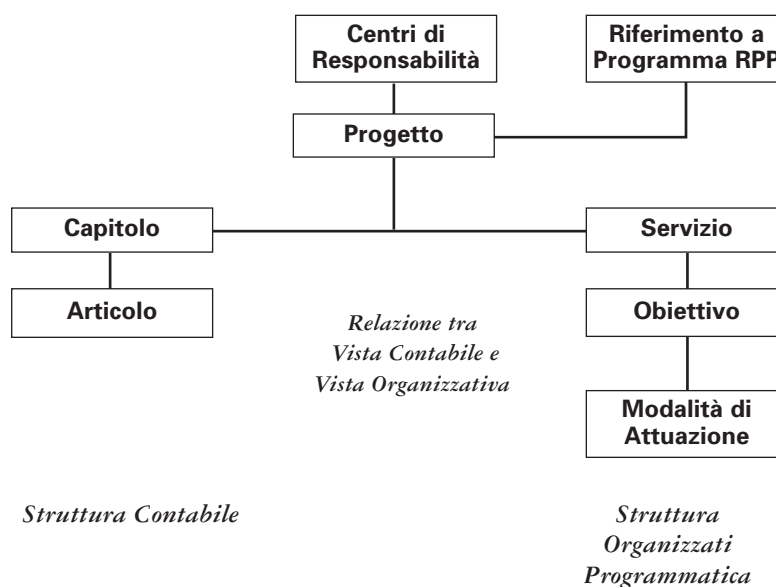 Centri di
Responsabilità
Riferimento a
Programma RPP
Progetto
Capitolo
Servizio
Articolo
Obiettivo
Relazione tra
Vista Contabile e
Vista Organizzativa
Modalità di
Attuazione
Struttura Contabile
Struttura
Organizzati
Programmatica